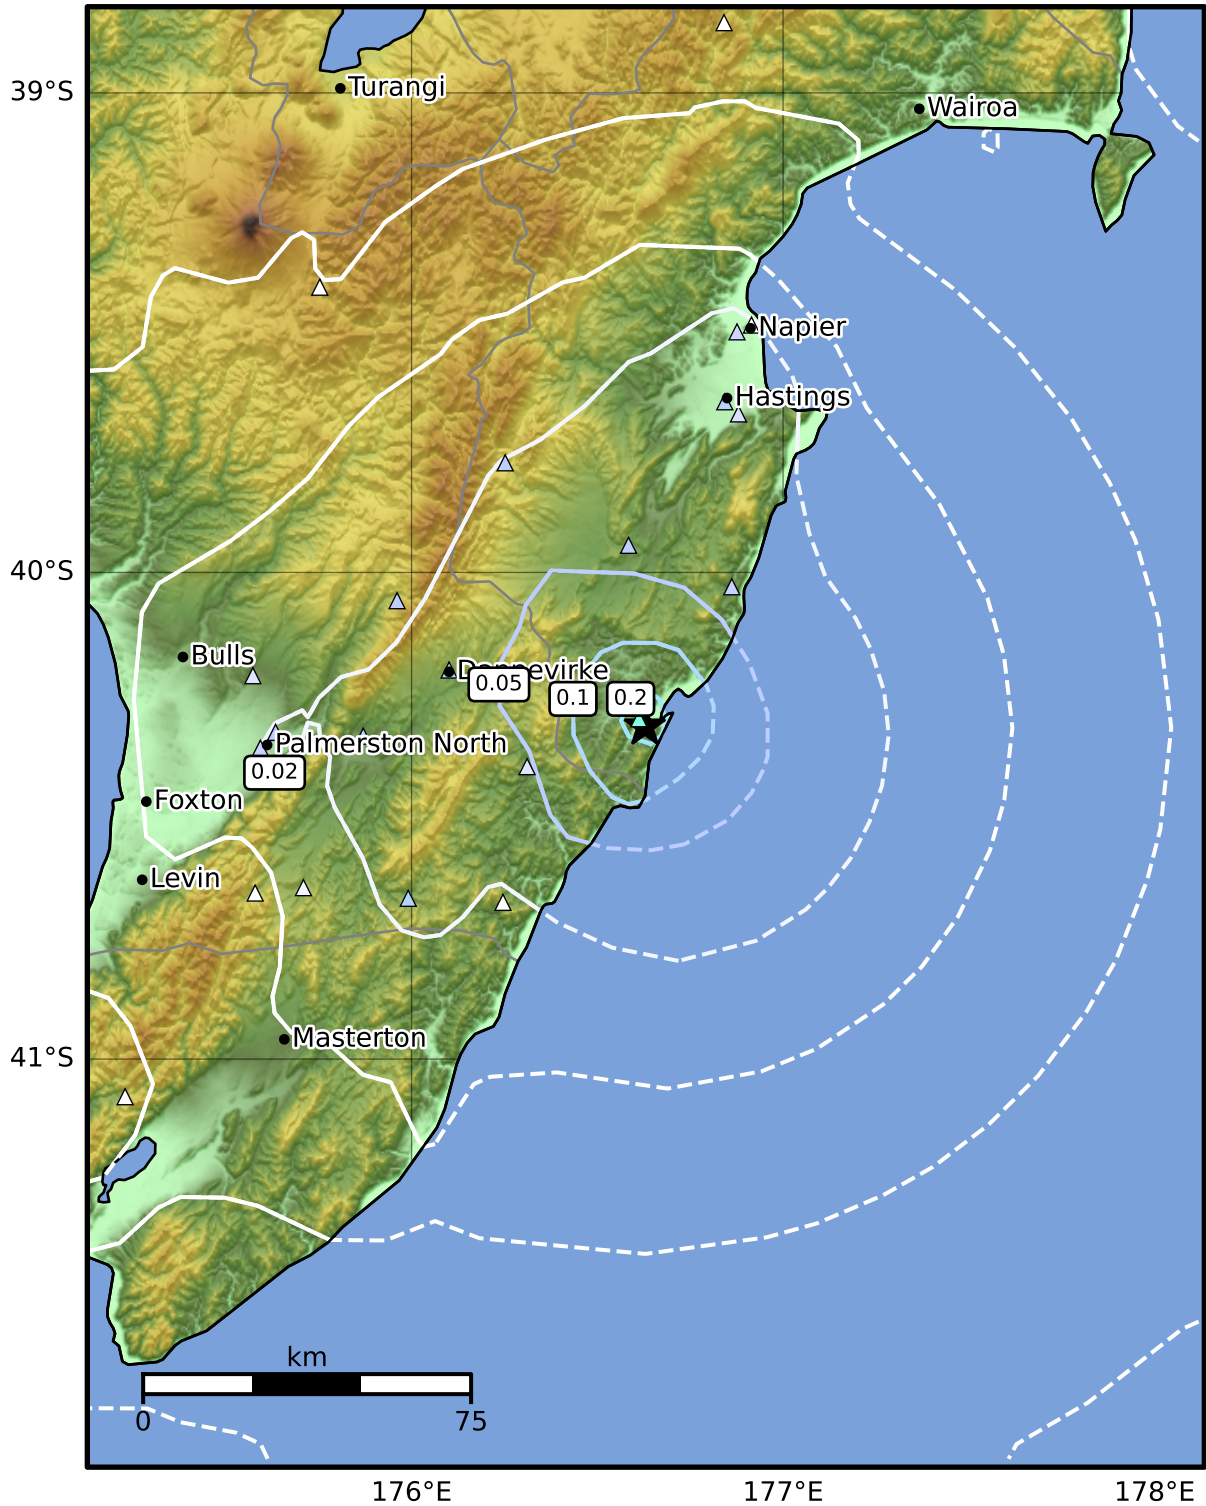 39°S
Turangi
Wairoa
Napier
Hastings
40°S
Bulls
Dannevirke
0.05
0.1
0.2
Palmerston North
0.02
Foxton
Levin
Masterton
41°S
km
0
75
176°E
177°E
178°E